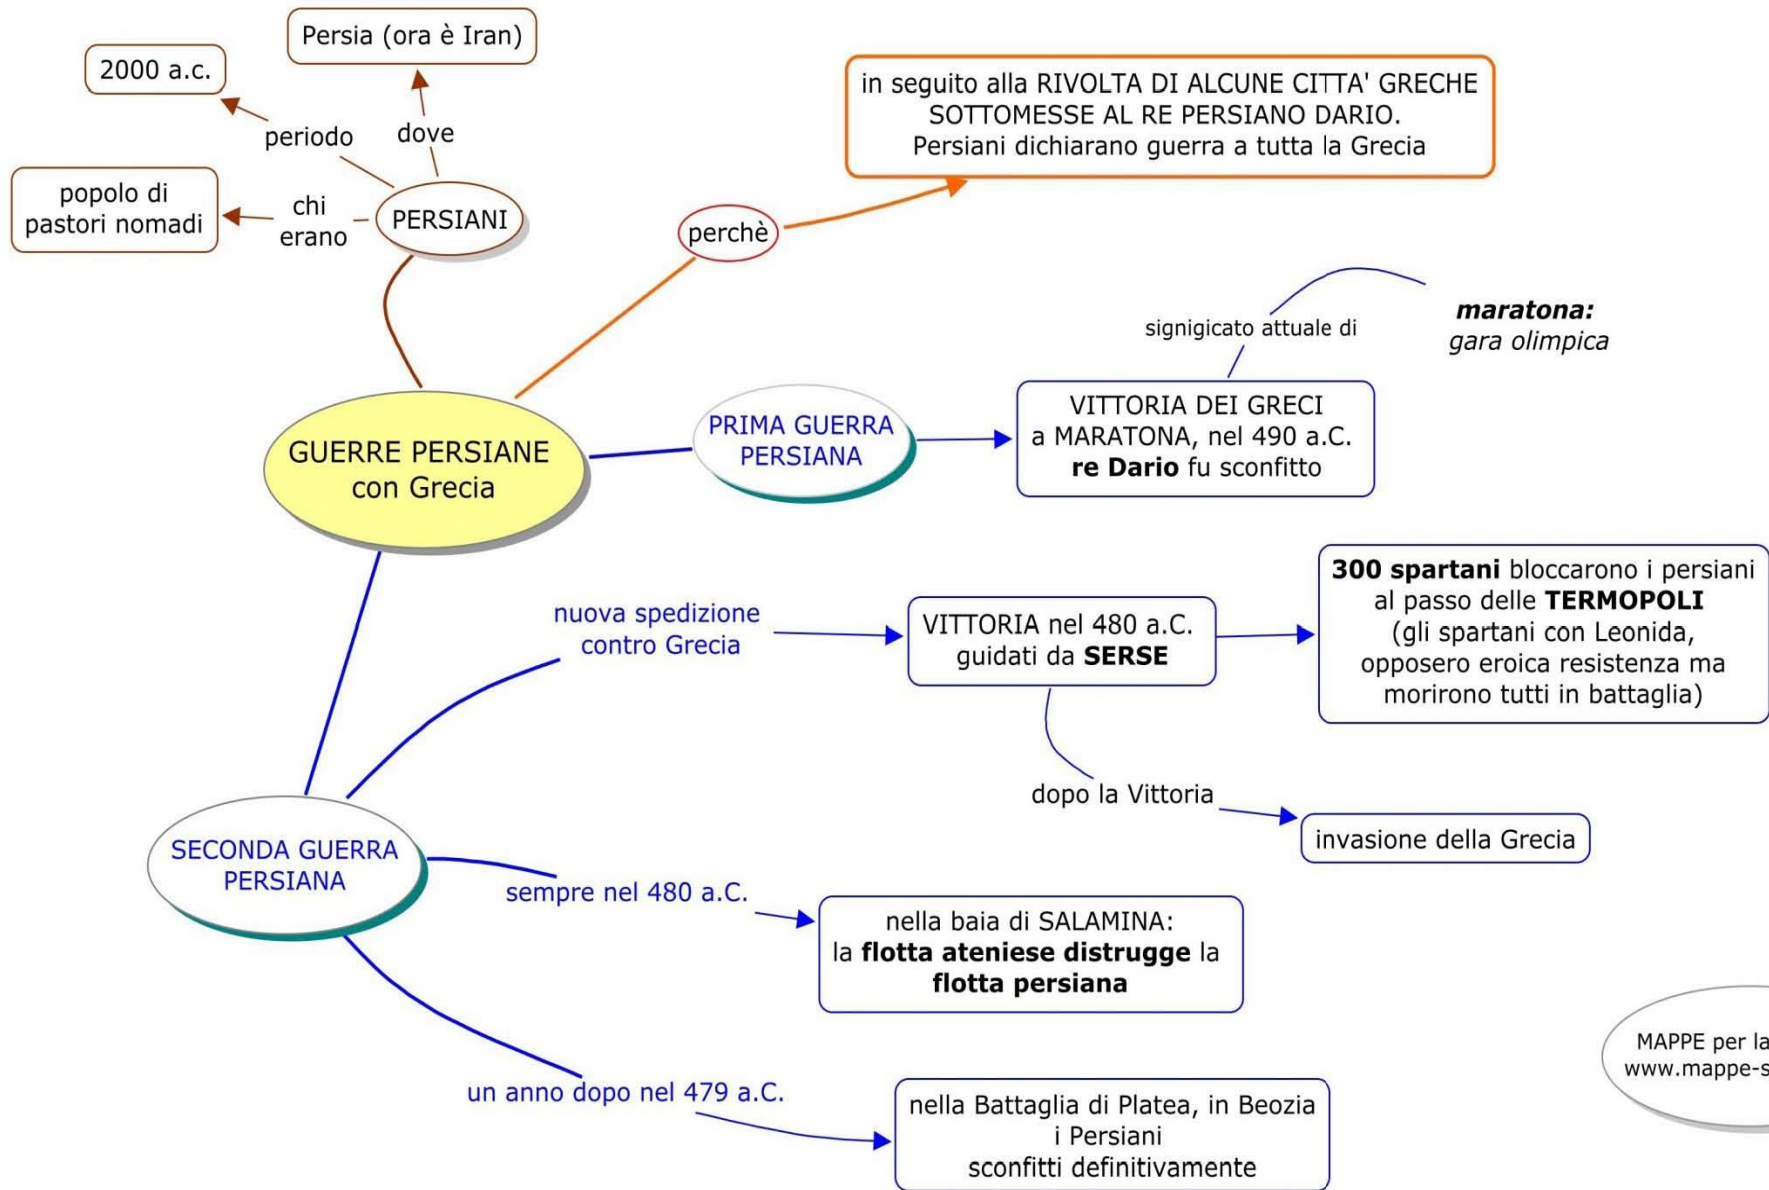 Persia (ora è Iran)
2000 a.c.
periodo
dove
popolo di
pastori nomadi
chi
erano
PERSIANI
in seguito alla RIVOLTA DI ALCUNE CITTA' GRECHE
SOTTOMESSE AL RE PERSIANO DARIO.
Persiani dichiarano guerra a tutta la Grecia
perchè
signigicato attuale di
maratona:
gara olimpica
GUERRE PERSIANE
con Grecia
PRIMA GUERRA
PERSIANA
VITTORIA DEI GRECI
a MARATONA, nel 490 a.C.
re Dario fu sconfitto
nuova spedizione
contro Grecia
VITTORIA nel 480 a.C.
guidati da SERSE
300 spartani bloccarono i persiani
al passo delle TERMOPOLI
(gli spartani con Leonida,
opposero eroica resistenza ma
morirono tutti in battaglia)
dopo la Vittoria
invasione della Grecia
SECONDA GUERRA
PERSIANA
sempre nel 480 a.C.
nella baia di SALAMINA:
la flotta ateniese distrugge la
flotta persiana
un anno dopo nel 479 a.C.
nella Battaglia di Platea, in Beozia
i Persiani
sconfitti definitivamente
MAPPE per la
www.mappe-s